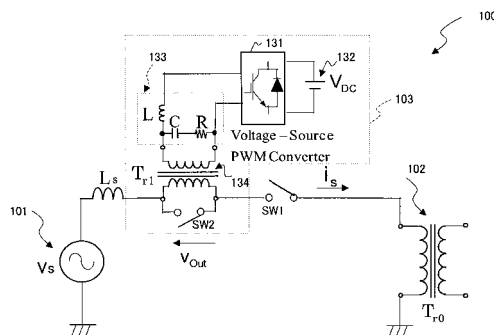 100
131
132
133
V_DC
103
L
C
R
Voltage–Source
PWM Converter
T_r1
134
L_s
i_s
102
101
SW1
SW2
V_s
V_Out
T_r0